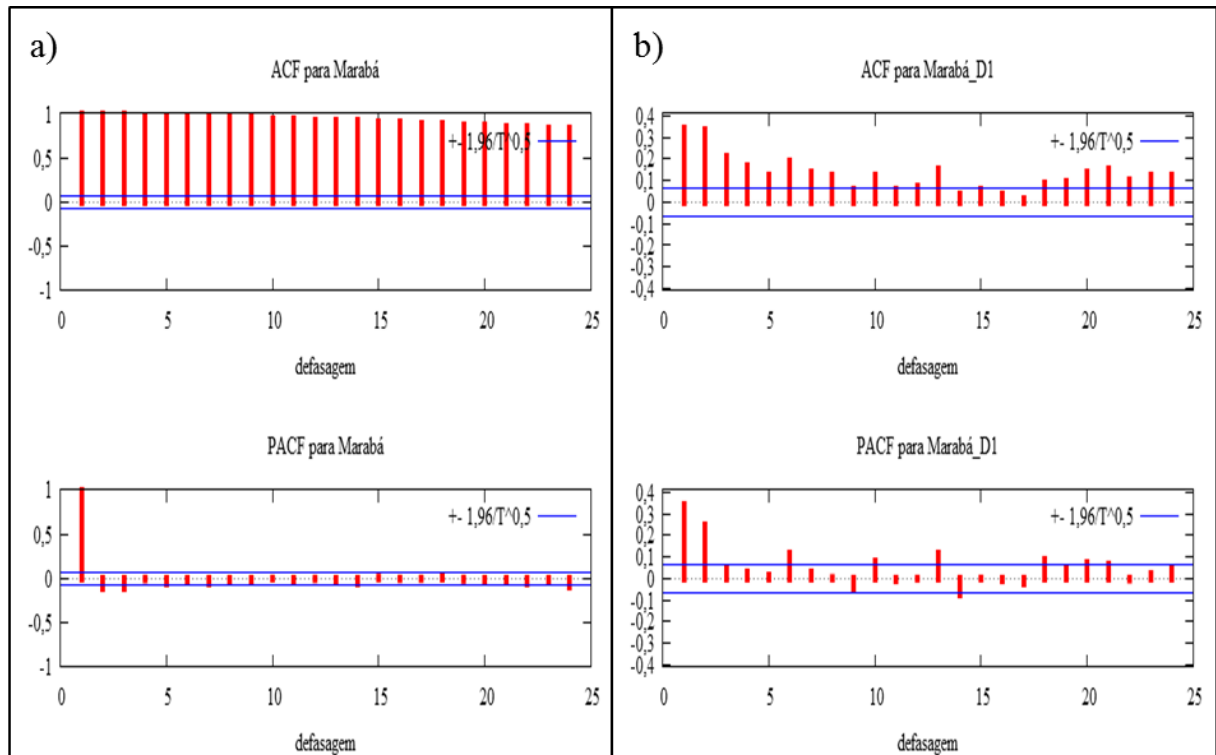 a)
ACF para Marabá
1
0,5
0
-0,5
-1
+- 1,96/T^0,5
0 5 10 15 20 25
defasagem
PACF para Marabá
1
0,5
0
-0,5
-1
+- 1,96/T^0,5
0 5 10 15 20 25
defasagem
b)
ACF para Marabá_D1
0,4
0,3
0,2
0,1
0
-0,1
-0,2
-0,3
-0,4
+- 1,96/T^0,5
0 5 10 15 20 25
defasagem
PACF para Marabá_D1
0,4
0,3
0,2
0,1
0
-0,1
-0,2
-0,3
-0,4
+- 1,96/T^0,5
0 5 10 15 20 25
defasagem